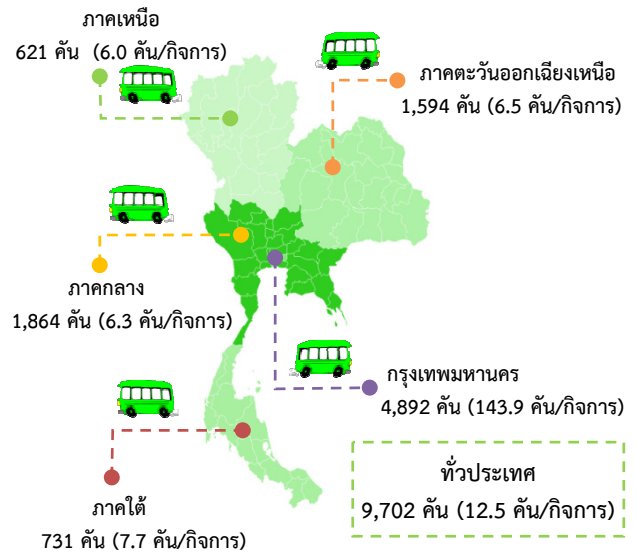 ภาคเหนือ
621 คัน (6.0 คัน/กิจการ)
ภาคตะวันออกเฉียงเหนือ
1,594 คัน (6.5 คัน/กิจการ)
ภาคกลาง
1,864 คัน (6.3 คัน/กิจการ)
กรุงเทพมหานคร
4,892 คัน (143.9 คัน/กิจการ)
ภาคใต้
731 คัน (7.7 คัน/กิจการ)
ทั่วประเทศ
9,702 คัน (12.5 คัน/กิจการ)